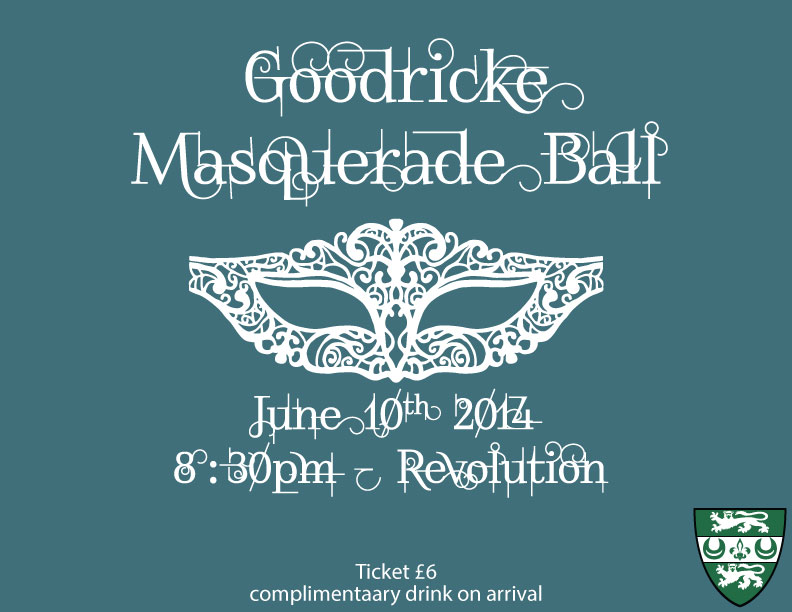 Goodricke
Masquerade Ball
June 10th 2014
8:30pm - Revolution
Ticket £6
complimentaary drink on arrival